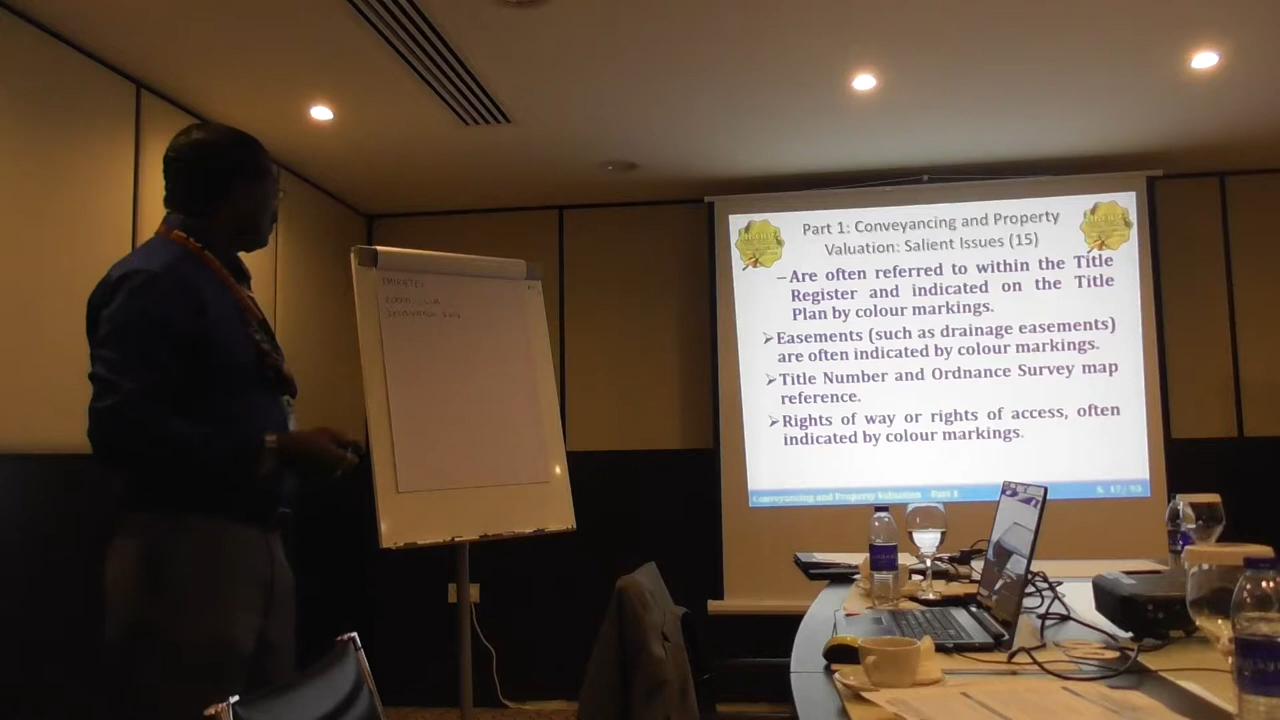 Part 1: Conveyancing and Property
Valuation: Salient Issues (15)
–Are often referred to within the Title
Register and indicated on the Title
Plan by colour markings.
➢Easements (such as drainage easements)
are often indicated by colour markings.
➢Title Number and Ordnance Survey map
reference.
➢Rights of way or rights of access, often
indicated by colour markings.
Conveyancing and Property Valuation - Part 1